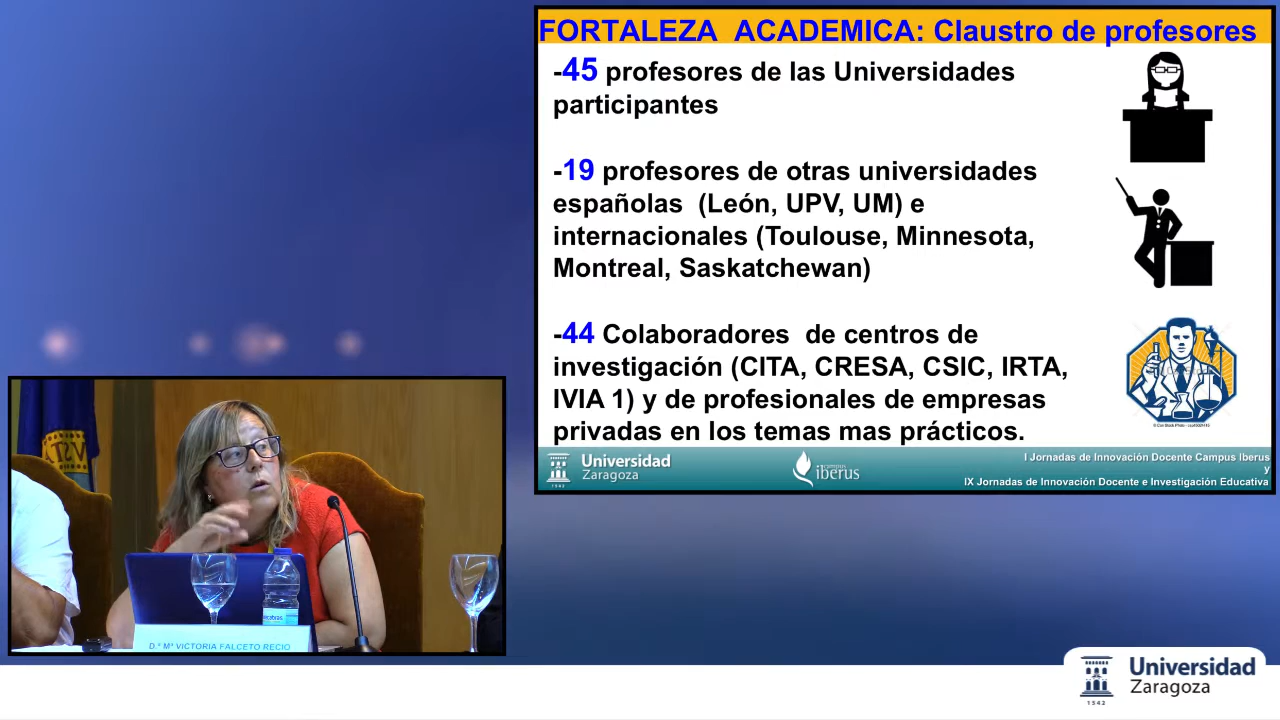 FORTALEZA ACADEMICA: Claustro de profesores
-45 profesores de las Universidades
participantes
-19 profesores de otras universidades
españolas (León, UPV, UM) e
internacionales (Toulouse, Minnesota,
Montreal, Saskatchewan)
-44 Colaboradores de centros de
investigación (CITA, CRESA, CSIC, IRTA,
IVIA 1) y de profesionales de empresas
privadas en los temas mas prácticos.
Universidad
Zaragoza
1542
campus
iberus
I Jornadas de Innovación Docente Campus Iberus
y
IX Jornadas de Innovación Docente e Investigación Educativa
D.ª Mª VICTORIA FALCETO RECIO
Universidad
Zaragoza
1542